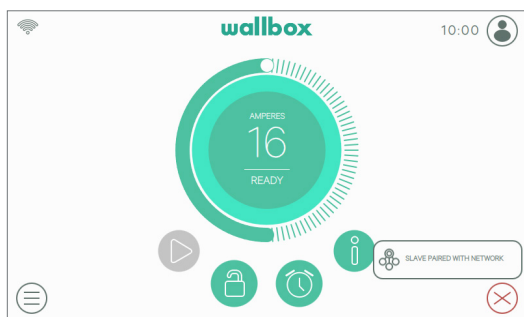 wallbox
10:00
AMPERES
16
READY
i
SLAVE PAIRED WITH NETWORK